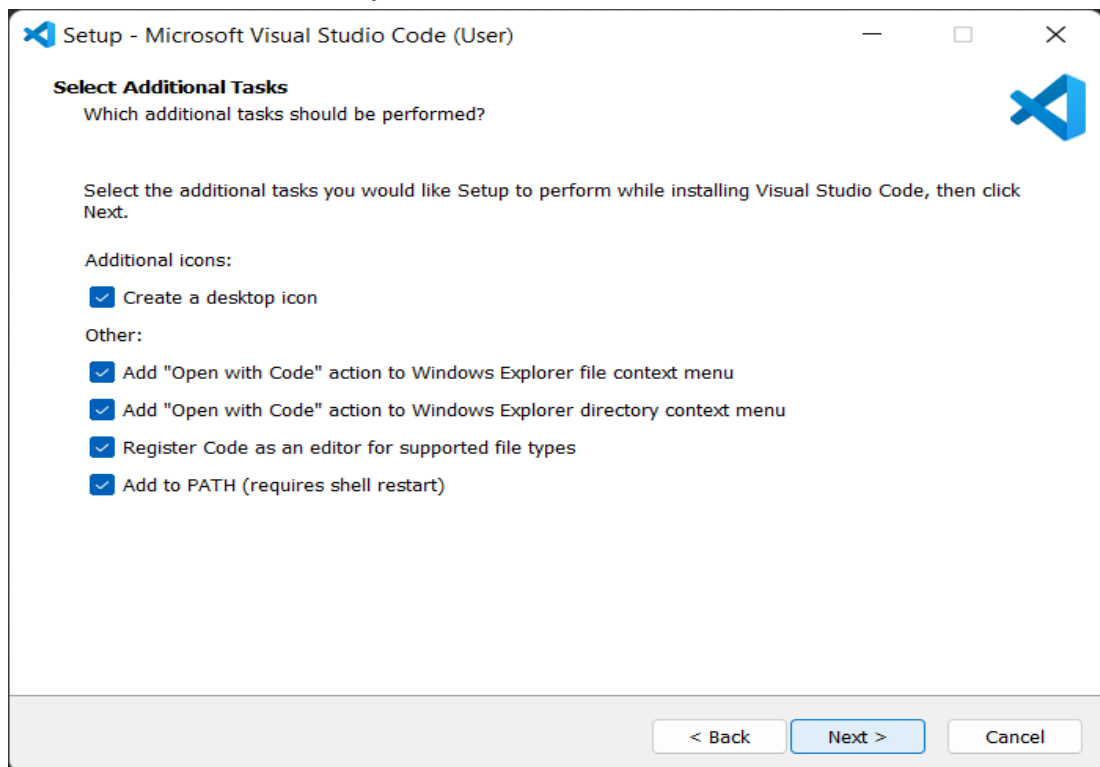 Setup - Microsoft Visual Studio Code (User)
Select Additional Tasks
Which additional tasks should be performed?
Select the additional tasks you would like Setup to perform while installing Visual Studio Code, then click
Next.
Additional icons:
Create a desktop icon
Other:
Add "Open with Code" action to Windows Explorer file context menu
Add "Open with Code" action to Windows Explorer directory context menu
Register Code as an editor for supported file types
Add to PATH (requires shell restart)
< Back Next > Cancel